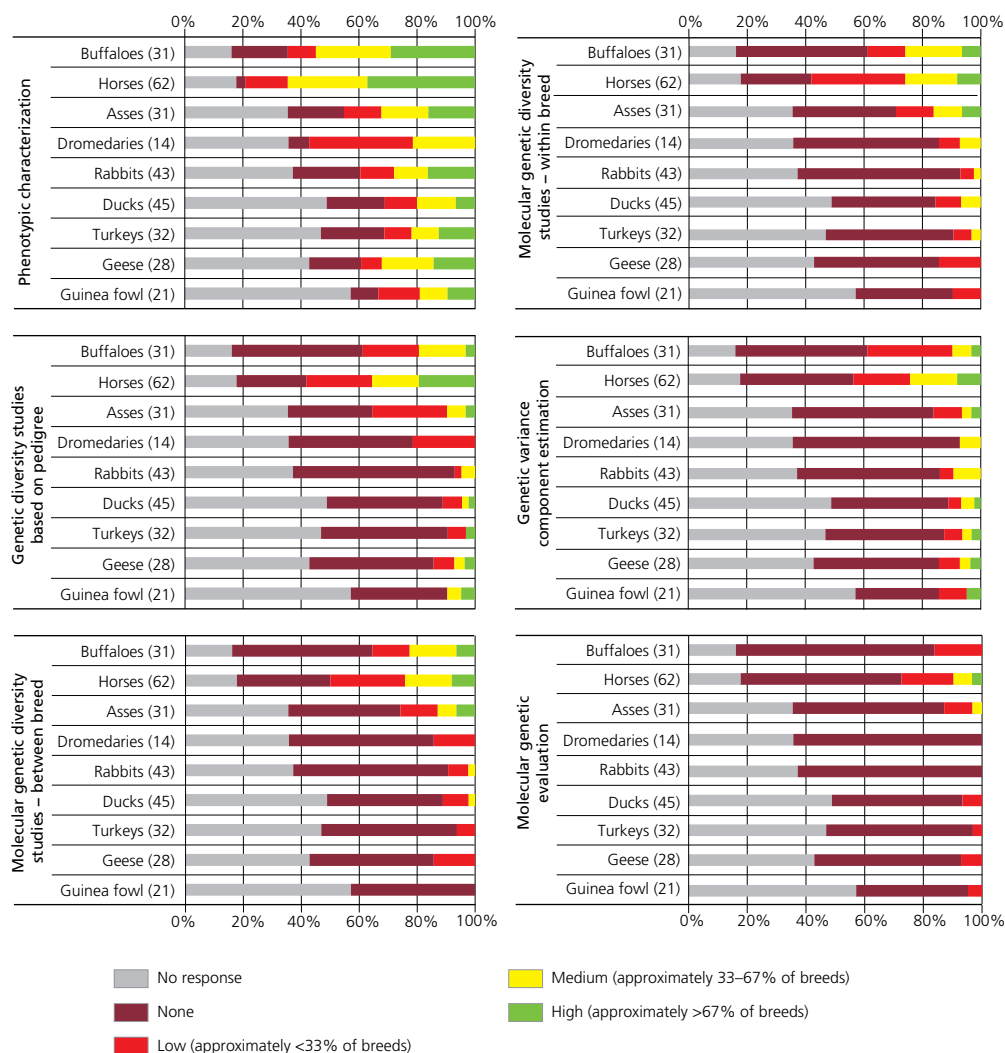 0% 20% 40% 60% 80% 100%
Phenotypic characterization
Buffaloes (31)
Horses (62)
Asses (31)
Dromedaries (14)
Rabbits (43)
Ducks (45)
Turkeys (32)
Geese (28)
Guinea fowl (21)
Genetic diversity studies
based on pedigree
Buffaloes (31)
Horses (62)
Asses (31)
Dromedaries (14)
Rabbits (43)
Ducks (45)
Turkeys (32)
Geese (28)
Guinea fowl (21)
Molecular genetic diversity
studies – between breed
Buffaloes (31)
Horses (62)
Asses (31)
Dromedaries (14)
Rabbits (43)
Ducks (45)
Turkeys (32)
Geese (28)
Guinea fowl (21)
0% 20% 40% 60% 80% 100%
0% 20% 40% 60% 80% 100%
Molecular genetic diversity
studies – within breed
Buffaloes (31)
Horses (62)
Asses (31)
Dromedaries (14)
Rabbits (43)
Ducks (45)
Turkeys (32)
Geese (28)
Guinea fowl (21)
Genetic variance
component estimation
Buffaloes (31)
Horses (62)
Asses (31)
Dromedaries (14)
Rabbits (43)
Ducks (45)
Turkeys (32)
Geese (28)
Guinea fowl (21)
Molecular genetic
evaluation
Buffaloes (31)
Horses (62)
Asses (31)
Dromedaries (14)
Rabbits (43)
Ducks (45)
Turkeys (32)
Geese (28)
Guinea fowl (21)
0% 20% 40% 60% 80% 100%
No response
None
Low (approximately <33% of breeds)
Medium (approximately 33–67% of breeds)
High (approximately >67% of breeds)